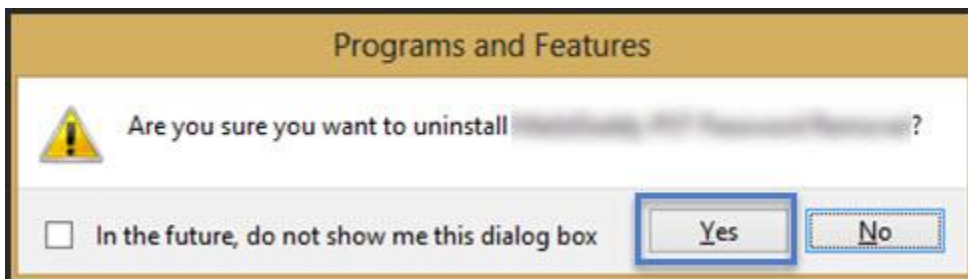 Programs and Features
Are you sure you want to uninstall ?
In the future, do not show me this dialog box
Yes
No